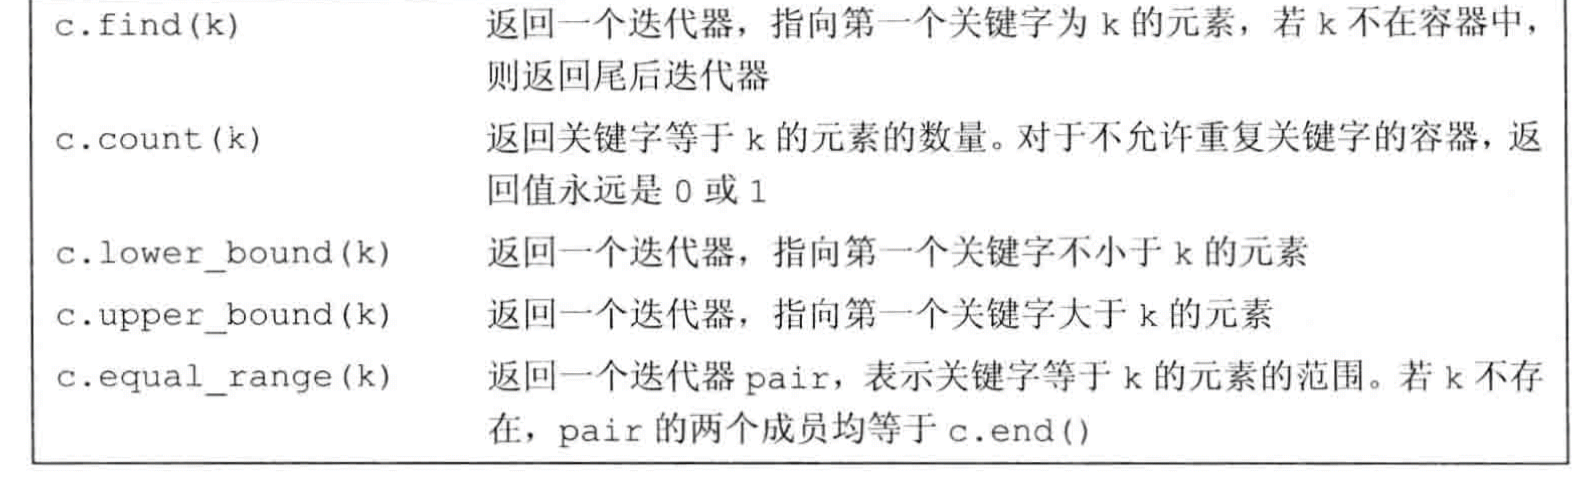 c.find(k) 返回一个迭代器，指向第一个关键字为 k 的元素，若 k 不在容器中，
则返回尾后迭代器
c.count(k) 返回关键字等于 k 的元素的数量。对于不允许重复关键字的容器，返
回值永远是 0 或 1
c.lower_bound(k) 返回一个迭代器，指向第一个关键字不小于 k 的元素
c.upper_bound(k) 返回一个迭代器，指向第一个关键字大于 k 的元素
c.equal_range(k) 返回一个迭代器 pair，表示关键字等于 k 的元素的范围。若 k 不存
在，pair 的两个成员均等于 c.end()